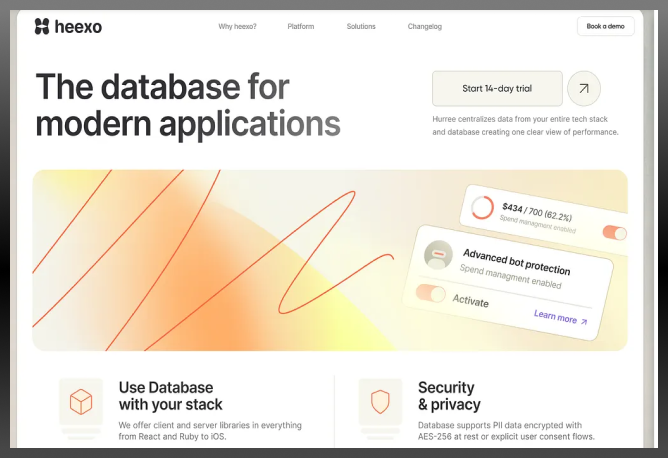 heexo
Why heexo?
Platform
Solutions
Changelog
Book a demo
The database for
modern applications
Start 14-day trial
Hurree centralizes data from your entire tech stack
and database creating one clear view of performance.
$434 / 700 (62.2%)
Spend managment enabled
Advanced bot protection
Spend managment enabled
Activate
Learn more
Use Database
with your stack
We offer client and server libraries in everything
from React and Ruby to iOS.
Security
& privacy
Database supports PII data encrypted with
AES-256 at rest or explicit user consent flows.